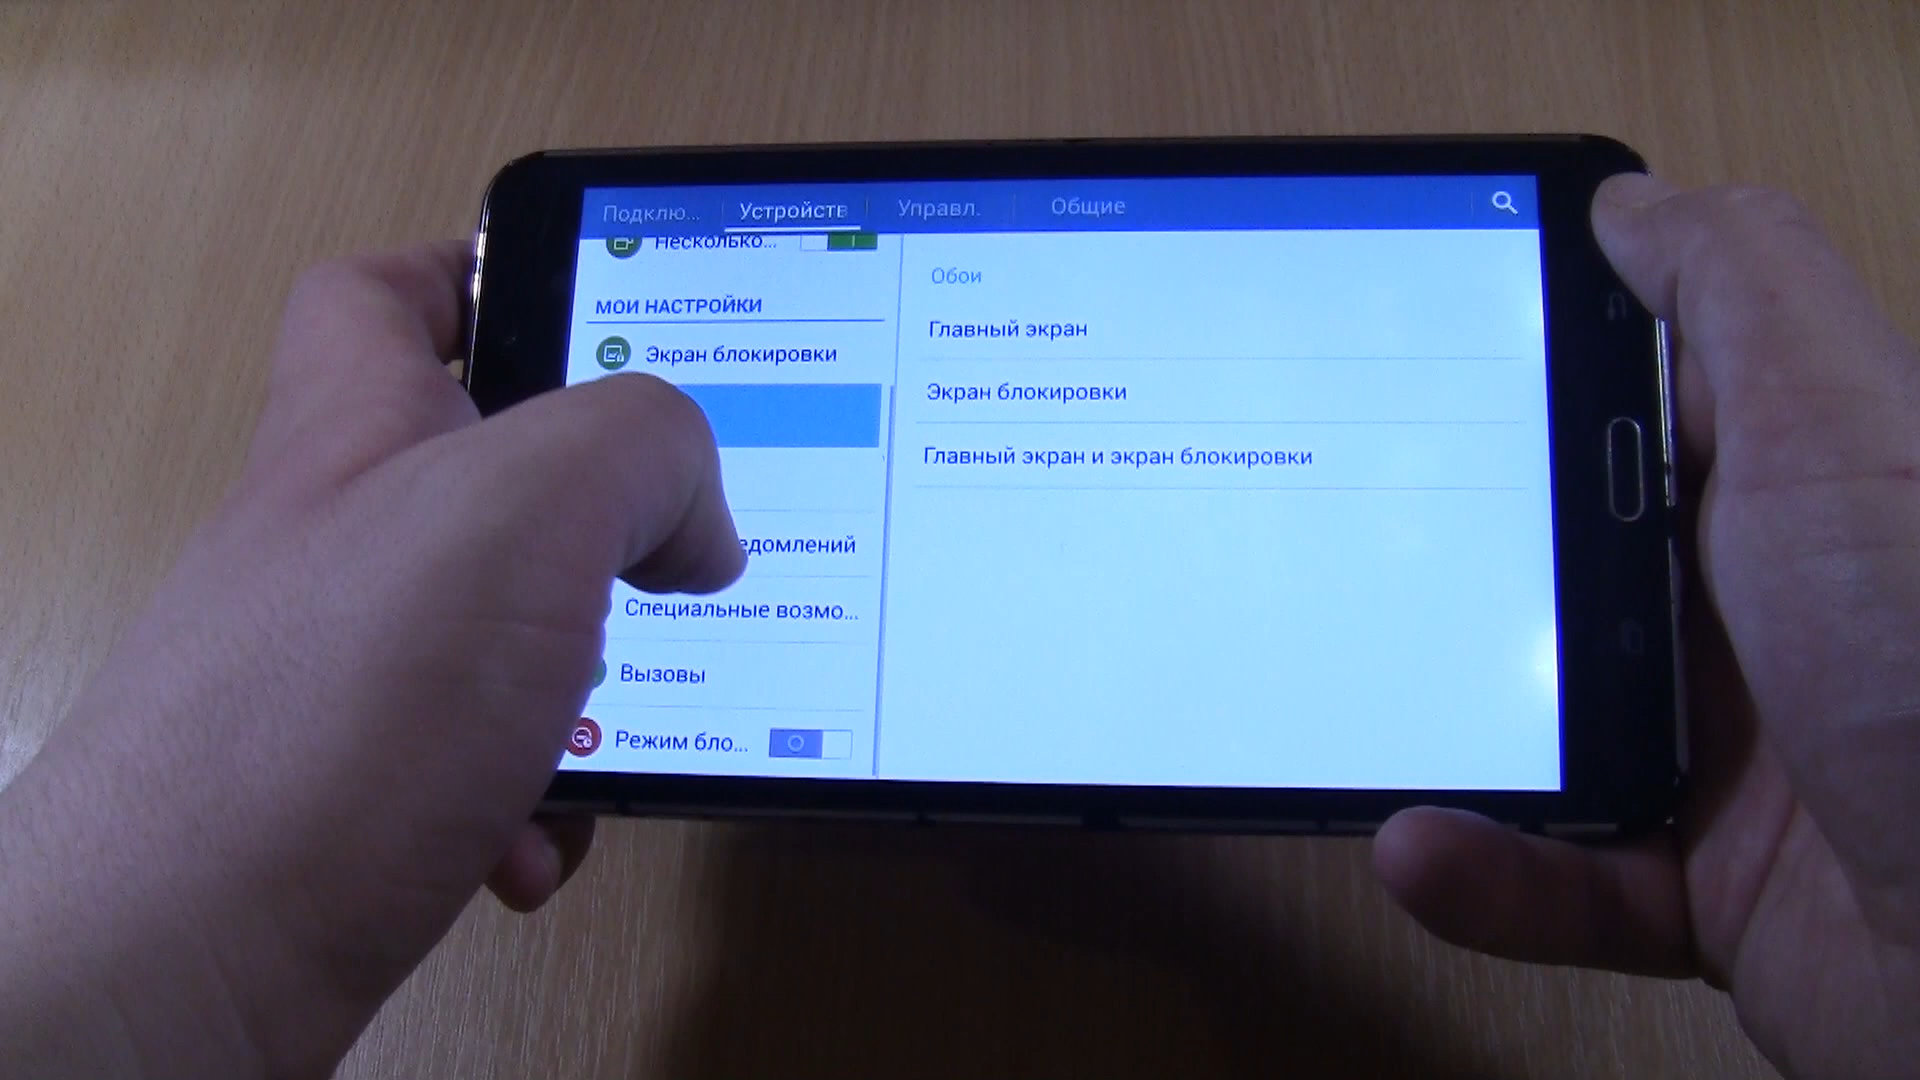 Подклю...
Устройств
Управл.
Общие
Несколько...
МОИ НАСТРОЙКИ
Экран блокировки
едомлений
Специальные возмо...
Вызовы
Режим бло...
Обои
Главный экран
Экран блокировки
Главный экран и экран блокировки